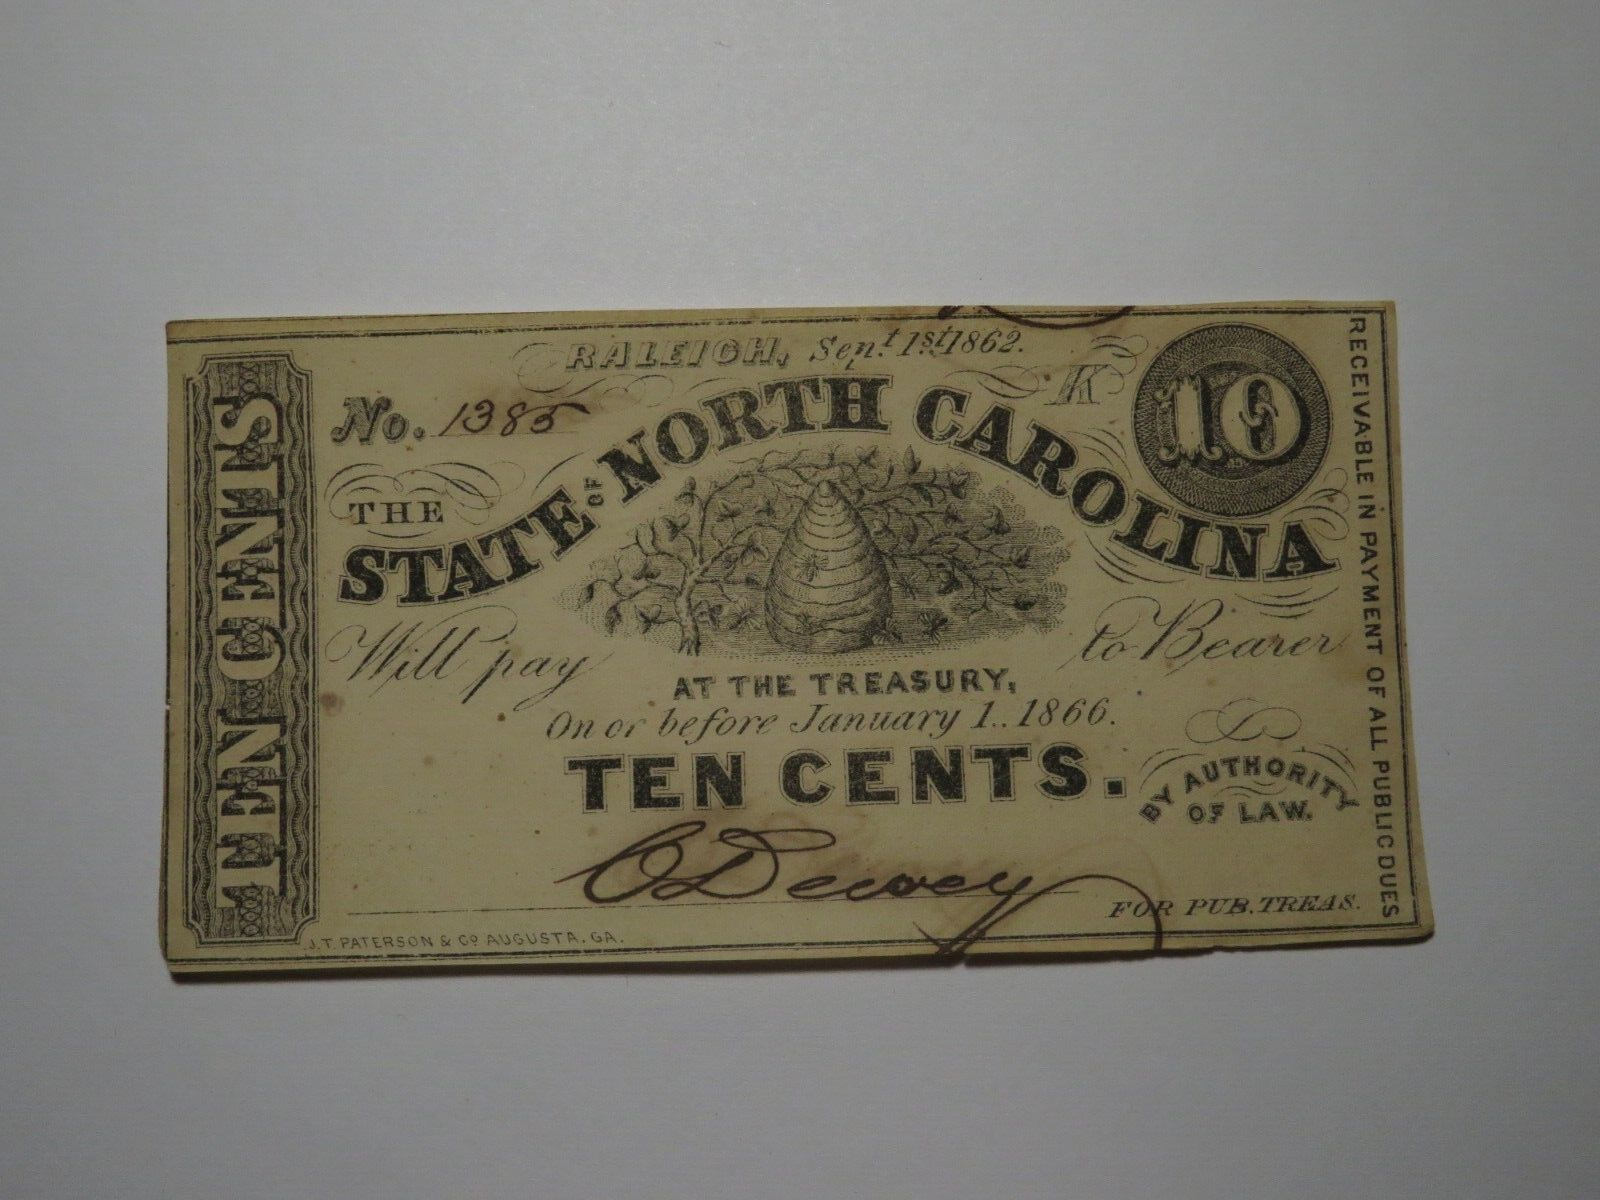 RALEIGH, Sept. 1st 1862.
No. 1385
K
10
THE
STATE OF NORTH CAROLINA
Will pay to Bearer
AT THE TREASURY,
On or before January 1.. 1866.
TEN CENTS.
BY AUTHORITY
OF LAW.
C Dewey
FOR PUB. TREAS.
J.T. PATERSON & Co AUGUSTA. GA.
TEN CENTS
RECEIVABLE IN PAYMENT OF ALL PUBLIC DUES